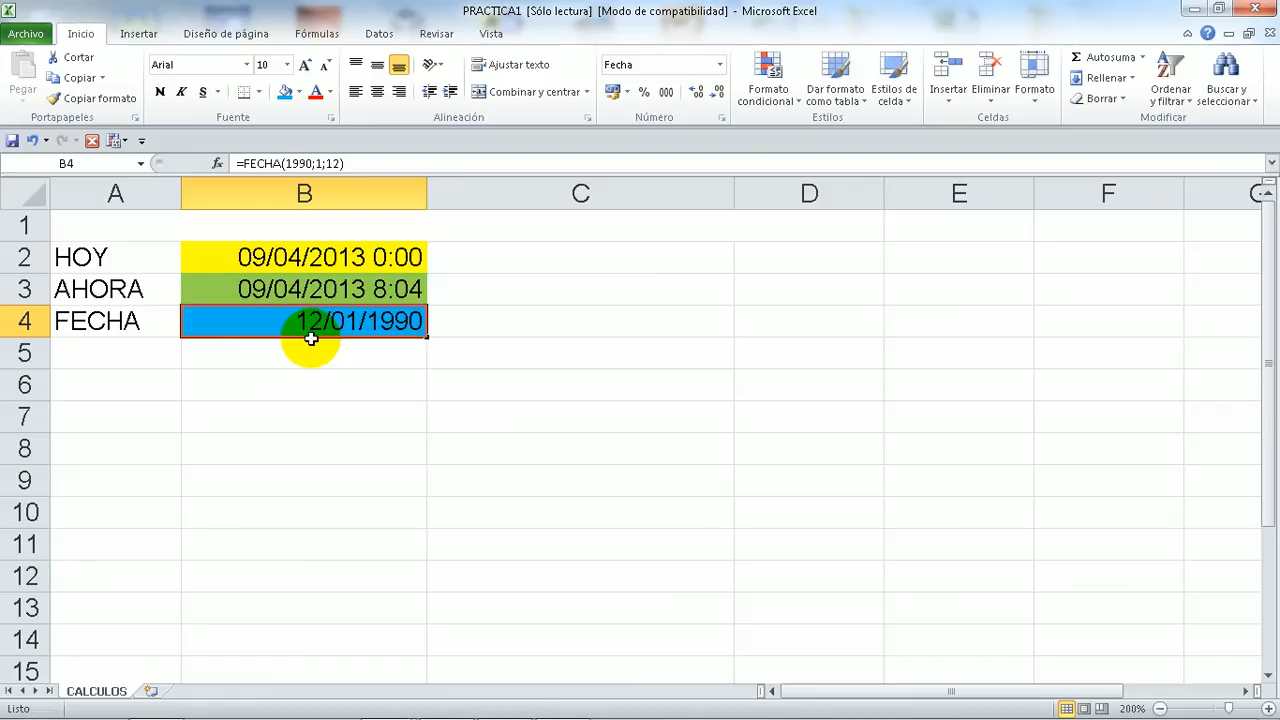 PRACTICA1 [Sólo lectura] [Modo de compatibilidad] - Microsoft Excel
Archivo Inicio Insertar Diseño de página Fórmulas Datos Revisar Vista
Pegar
Cortar
Copiar
Copiar formato
Portapapeles
Arial 10
N K S
Fuente
Ajustar texto
Combinar y centrar
Alineación
Fecha
% 000
Número
Formato condicional
Dar formato como tabla
Estilos de celda
Estilos
Insertar
Eliminar
Formato
Celdas
Σ Autosuma
Rellenar
Borrar
Ordenar y filtrar
Buscar y seleccionar
Modificar
B4 fx =FECHA(1990;1;12)
A B C D E F
1
2 HOY 09/04/2013 0:00
3 AHORA 09/04/2013 8:04
4 FECHA 12/01/1990
5
6
7
8
9
10
11
12
13
14
15
CALCULOS
Listo 200%